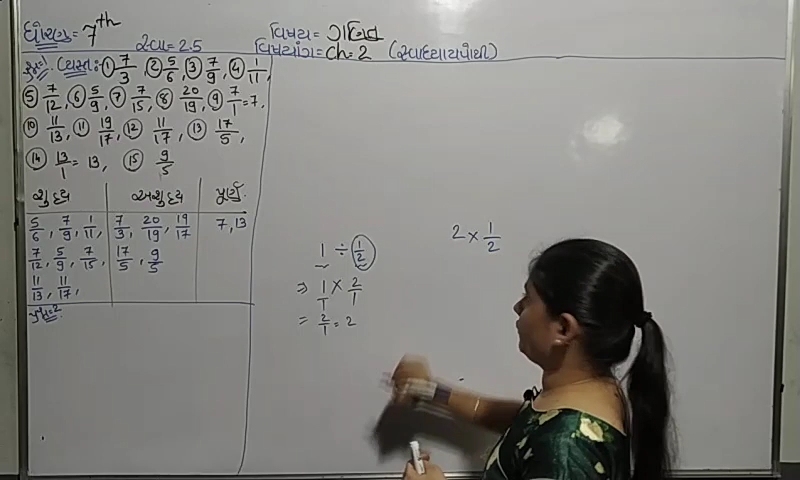 ધોરણ = 7th
વિષય = ગણિત
સ્વા = 2.5
વિષયાંગ = ch = 2 (સ્વાધ્યાયપોથી)
પ્રશ્ન:-1 વ્યસ્ત :- ① 7/3, ② 5/6, ③ 7/9, ④ 1/11,
⑤ 7/12, ⑥ 5/9, ⑦ 7/15, ⑧ 20/19, ⑨ 7/1 = 7,
⑩ 11/13, ⑪ 19/17, ⑫ 11/17, ⑬ 17/5,
⑭ 13/1 = 13, ⑮ 9/5
શુદ્ધ અશુદ્ધ પૂર્ણ
5/6, 7/9, 1/11, 7/3, 20/19, 19/17 7, 13
7/12, 5/9, 7/15, 17/5, 9/5
11/13, 11/17,
પ્રશ્ન:-2
1 ÷ 1/2
⇒ 1/1 × 2/1
= 2/1 = 2
2 × 1/2